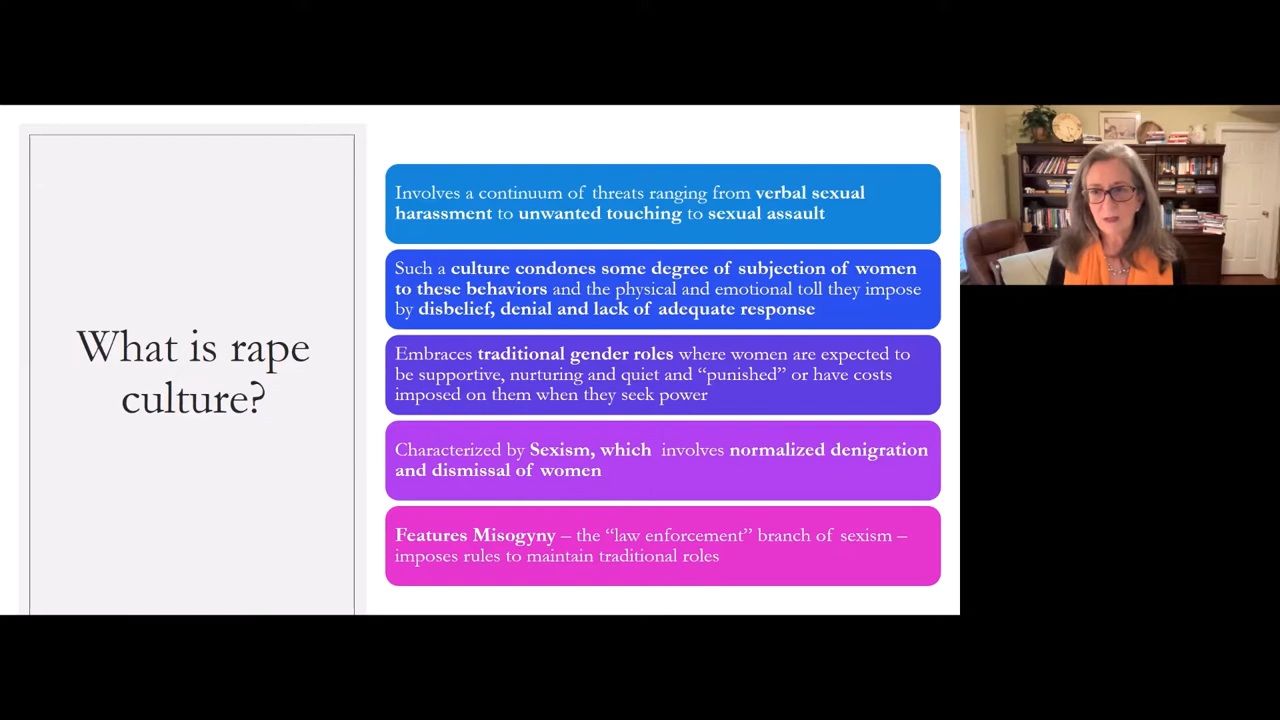 What is rape
culture?
Involves a continuum of threats ranging from verbal sexual
harassment to unwanted touching to sexual assault
Such a culture condones some degree of subjection of women
to these behaviors and the physical and emotional toll they impose
by disbelief, denial and lack of adequate response
Embraces traditional gender roles where women are expected to
be supportive, nurturing and quiet and “punished” or have costs
imposed on them when they seek power
Characterized by Sexism, which involves normalized denigration
and dismissal of women
Features Misogyny – the “law enforcement” branch of sexism –
imposes rules to maintain traditional roles